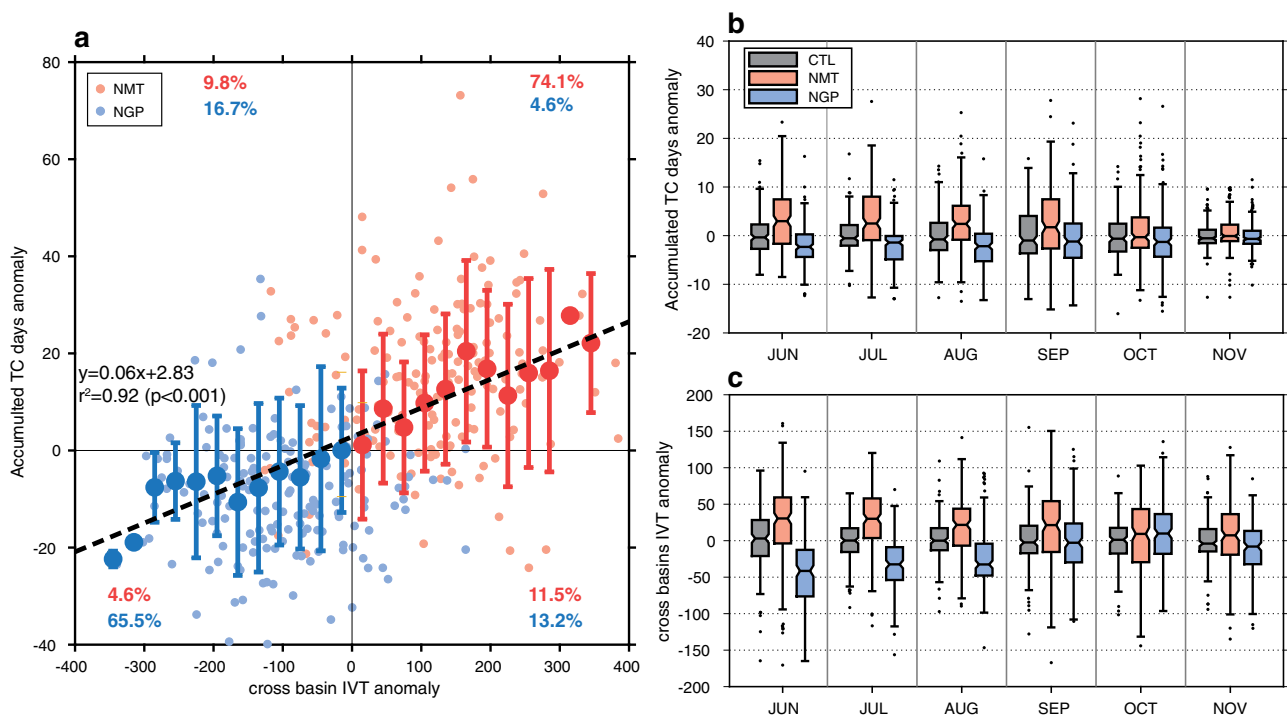 a
80
60
40
20
0
-20
-40
Accumulted TC days anomaly
NMT
NGP
9.8%
16.7%
74.1%
4.6%
y=0.06x+2.83
r²=0.92 (p<0.001)
4.6%
65.5%
11.5%
13.2%
-400 -300 -200 -100 0 100 200 300 400
cross basin IVT anomaly
b
40
30
20
10
0
-10
-20
Accumulated TC days anomaly
CTL
NMT
NGP
JUN JUL AUG SEP OCT NOV
c
200
150
100
50
0
-50
-100
-150
-200
cross basins IVT anomaly
JUN JUL AUG SEP OCT NOV